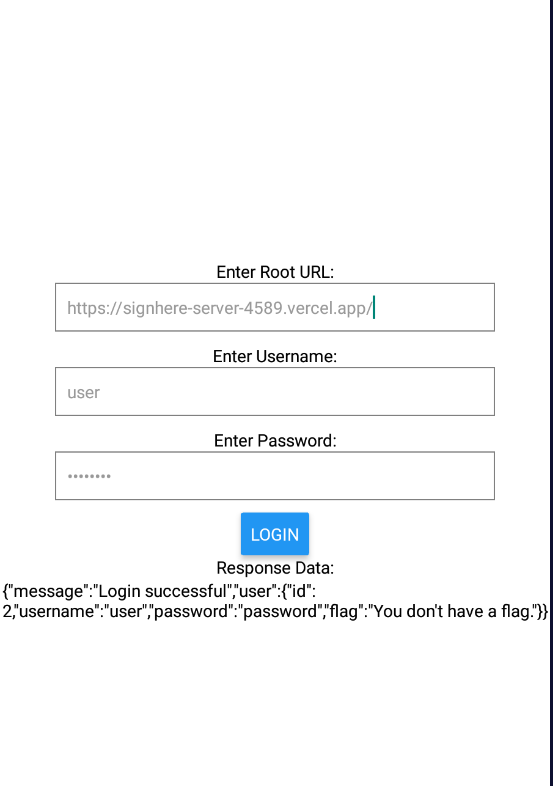 Enter Root URL:
https://signhere-server-4589.vercel.app/
Enter Username:
user
Enter Password:
••••••••
LOGIN
Response Data:
{"message":"Login successful","user":{"id":
2,"username":"user","password":"password","flag":"You don't have a flag."}}